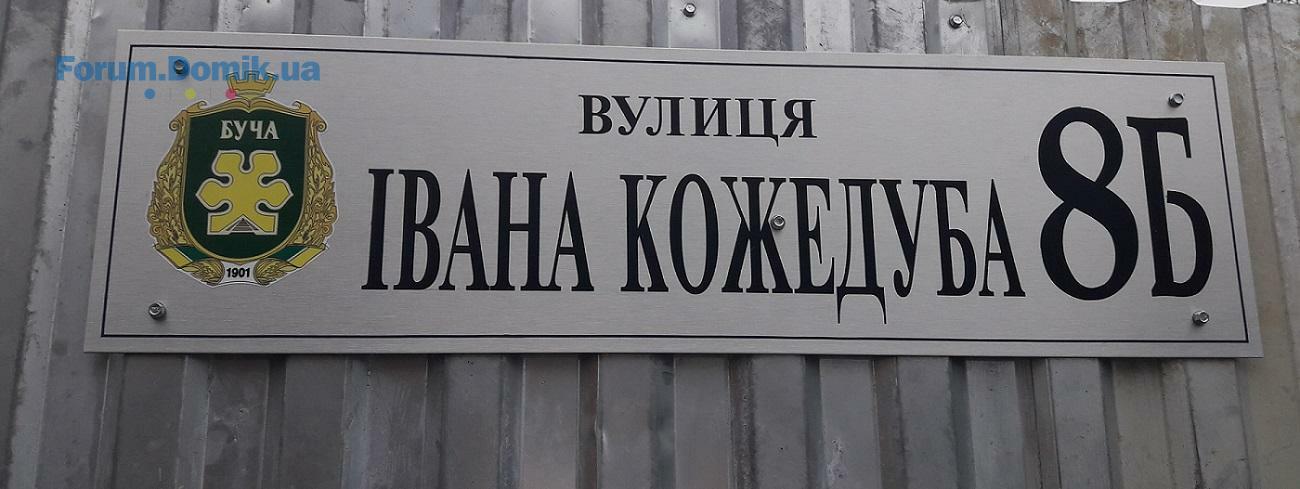 Forum.Domik.ua
БУЧА
1901
ВУЛИЦЯ
ІВАНА КОЖЕДУБА 8Б